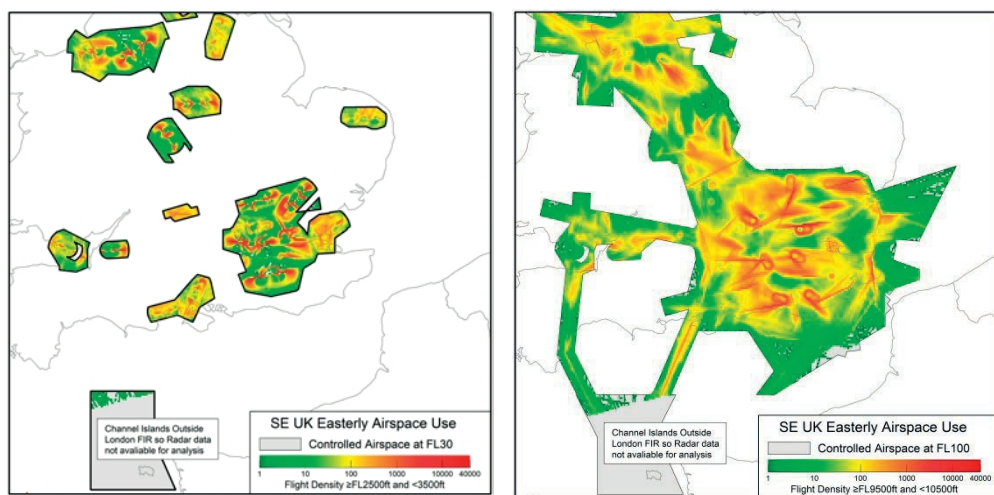 Channel Islands Outside
London FIR so Radar data
not avaliable for analysis
SE UK Easterly Airspace Use
Controlled Airspace at FL30
1 10 100 1000 10000 40000
Flight Density ≥FL2500ft and <3500ft
Channel Islands Outside
London FIR so Radar data
not avaliable for analysis
SE UK Easterly Airspace Use
Controlled Airspace at FL100
1 10 100 1000 10000 40000
Flight Density ≥FL9500ft and <10500ft